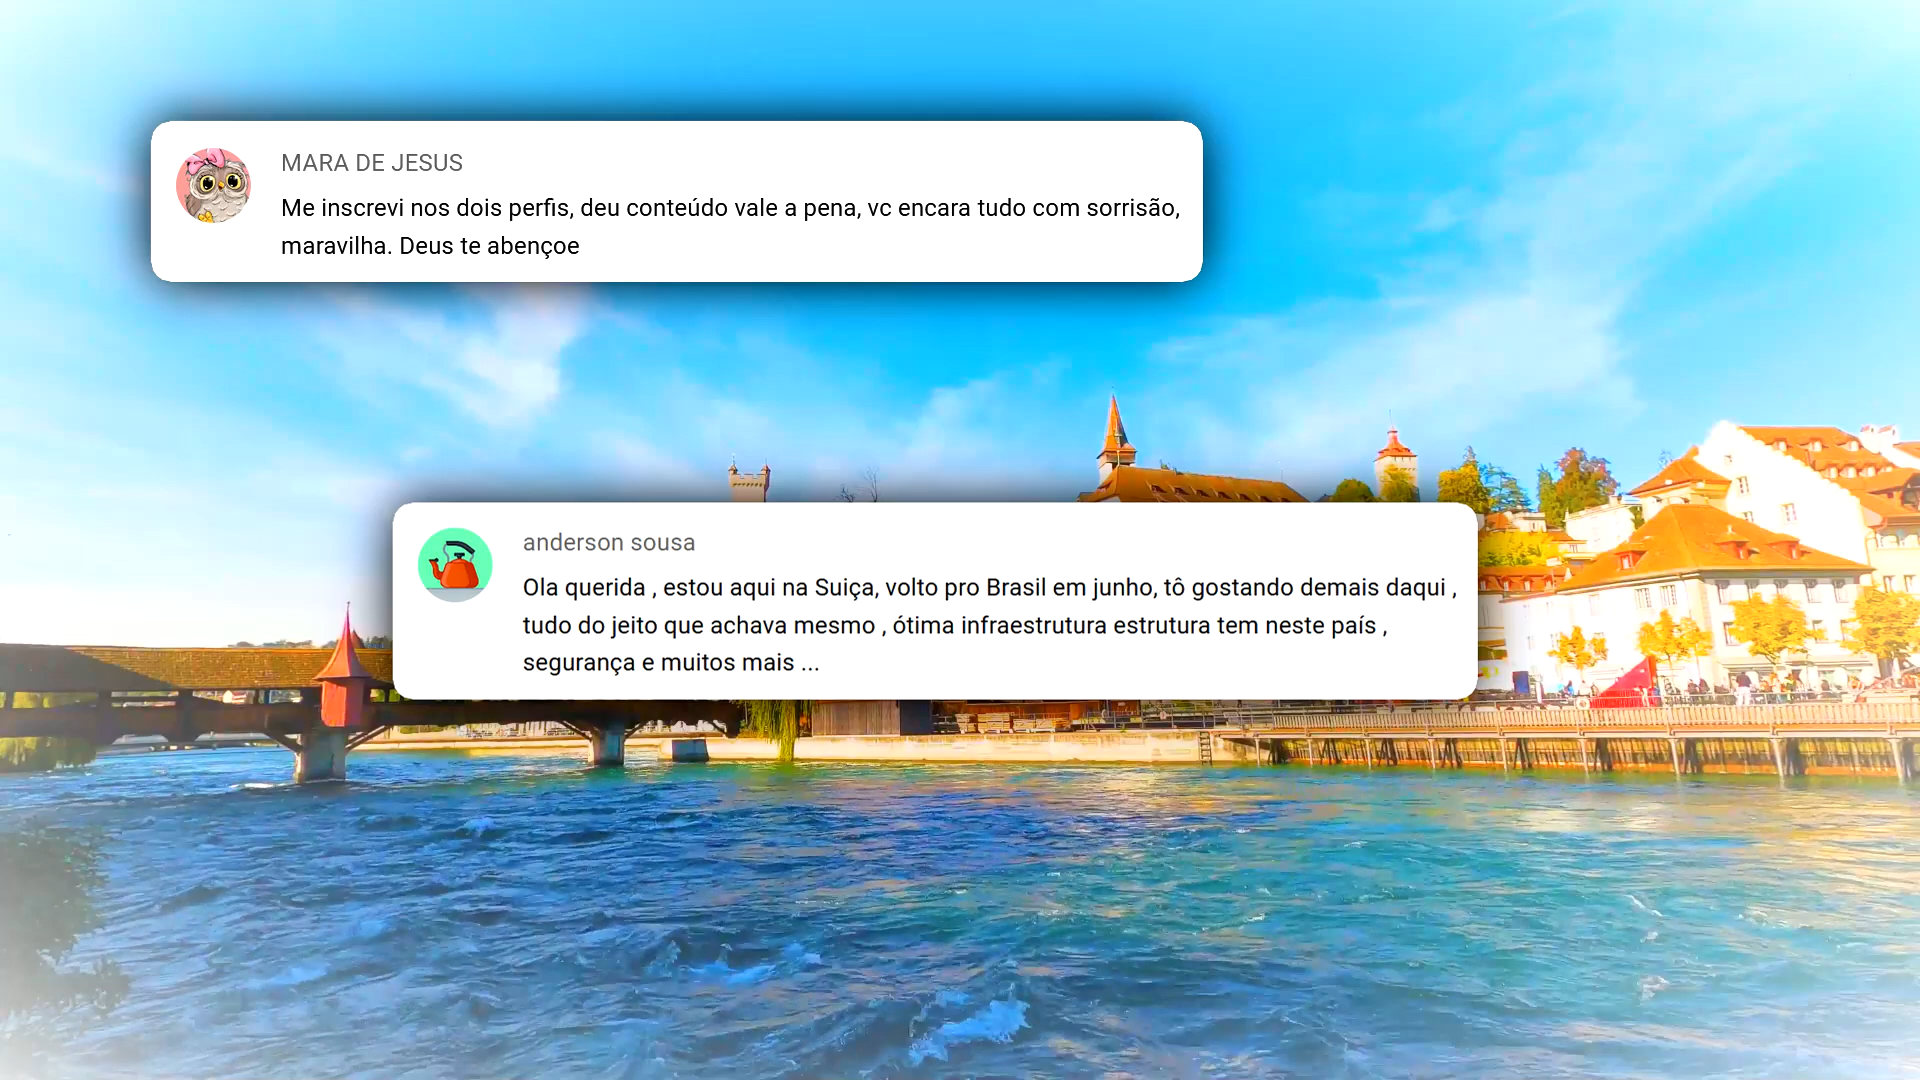 MARA DE JESUS
Me inscrevi nos dois perfis, deu conteúdo vale a pena, vc encara tudo com sorrisão,
maravilha. Deus te abençoe
anderson sousa
Ola querida , estou aqui na Suiça, volto pro Brasil em junho, tô gostando demais daqui ,
tudo do jeito que achava mesmo , ótima infraestrutura estrutura tem neste país ,
segurança e muitos mais ...